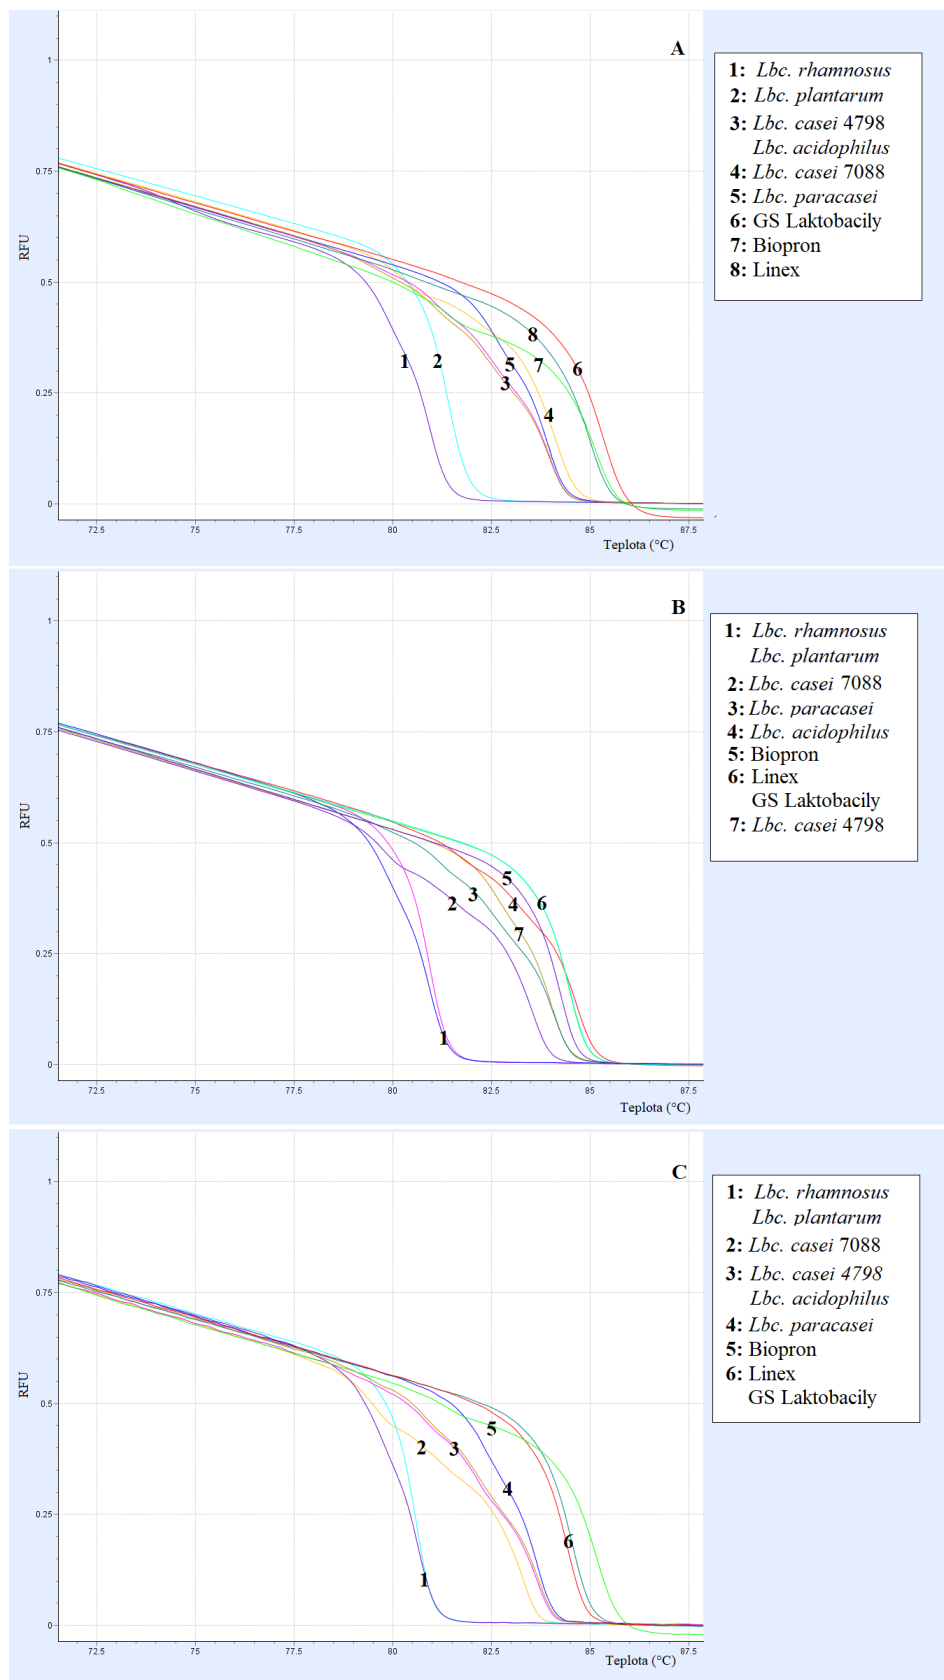 A
1
0.75
0.5
0.25
0
RFU
1
2
3
4
5
6
7
8
72.5
75
77.5
80
82.5
85
87.5
Teplota (°C)
1: Lbc. rhamnosus
2: Lbc. plantarum
3: Lbc. casei 4798
Lbc. acidophilus
4: Lbc. casei 7088
5: Lbc. paracasei
6: GS Laktobacily
7: Biopron
8: Linex
B
1
0.75
0.5
0.25
0
RFU
5
2
3
4
6
7
1
72.5
75
77.5
80
82.5
85
87.5
Teplota (°C)
1: Lbc. rhamnosus
Lbc. plantarum
2: Lbc. casei 7088
3: Lbc. paracasei
4: Lbc. acidophilus
5: Biopron
6: Linex
GS Laktobacily
7: Lbc. casei 4798
C
1
0.75
0.5
0.25
0
RFU
5
2
3
4
6
1
72.5
75
77.5
80
82.5
85
87.5
Teplota (°C)
1: Lbc. rhamnosus
Lbc. plantarum
2: Lbc. casei 7088
3: Lbc. casei 4798
Lbc. acidophilus
4: Lbc. paracasei
5: Biopron
6: Linex
GS Laktobacily